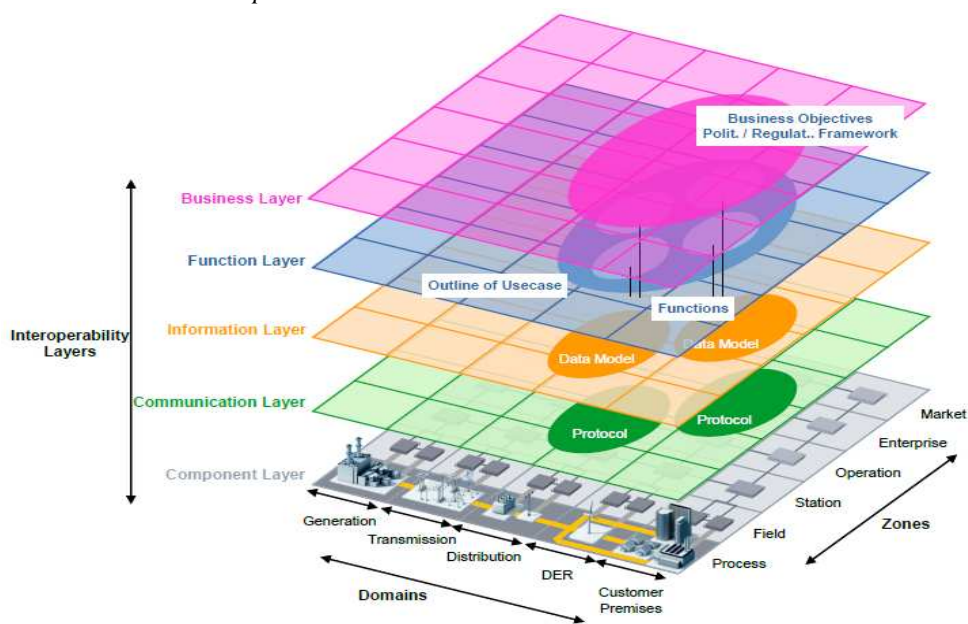 Business Objectives
Polit. / Regulat.. Framework
Business Layer
Function Layer
Outline of Usecase
Functions
Interoperability
Layers
Information Layer
Data Model
Data Model
Communication Layer
Protocol
Protocol
Component Layer
Market
Enterprise
Operation
Station
Field
Process
Zones
Generation
Transmission
Distribution
DER
Customer
Premises
Domains